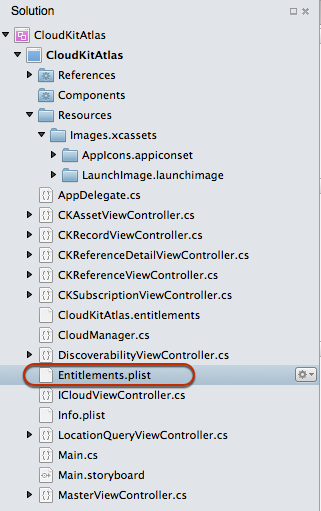 Solution
CloudKitAtlas
CloudKitAtlas
References
Components
Resources
Images.xcassets
AppIcons.appiconset
LaunchImage.launchimage
AppDelegate.cs
CKAssetViewController.cs
CKRecordViewController.cs
CKReferenceDetailViewController.cs
CKReferenceViewController.cs
CKSubscriptionViewController.cs
CloudKitAtlas.entitlements
CloudManager.cs
DiscoverabilityViewController.cs
Entitlements.plist
ICloudViewController.cs
Info.plist
LocationQueryViewController.cs
Main.cs
Main.storyboard
MasterViewController.cs